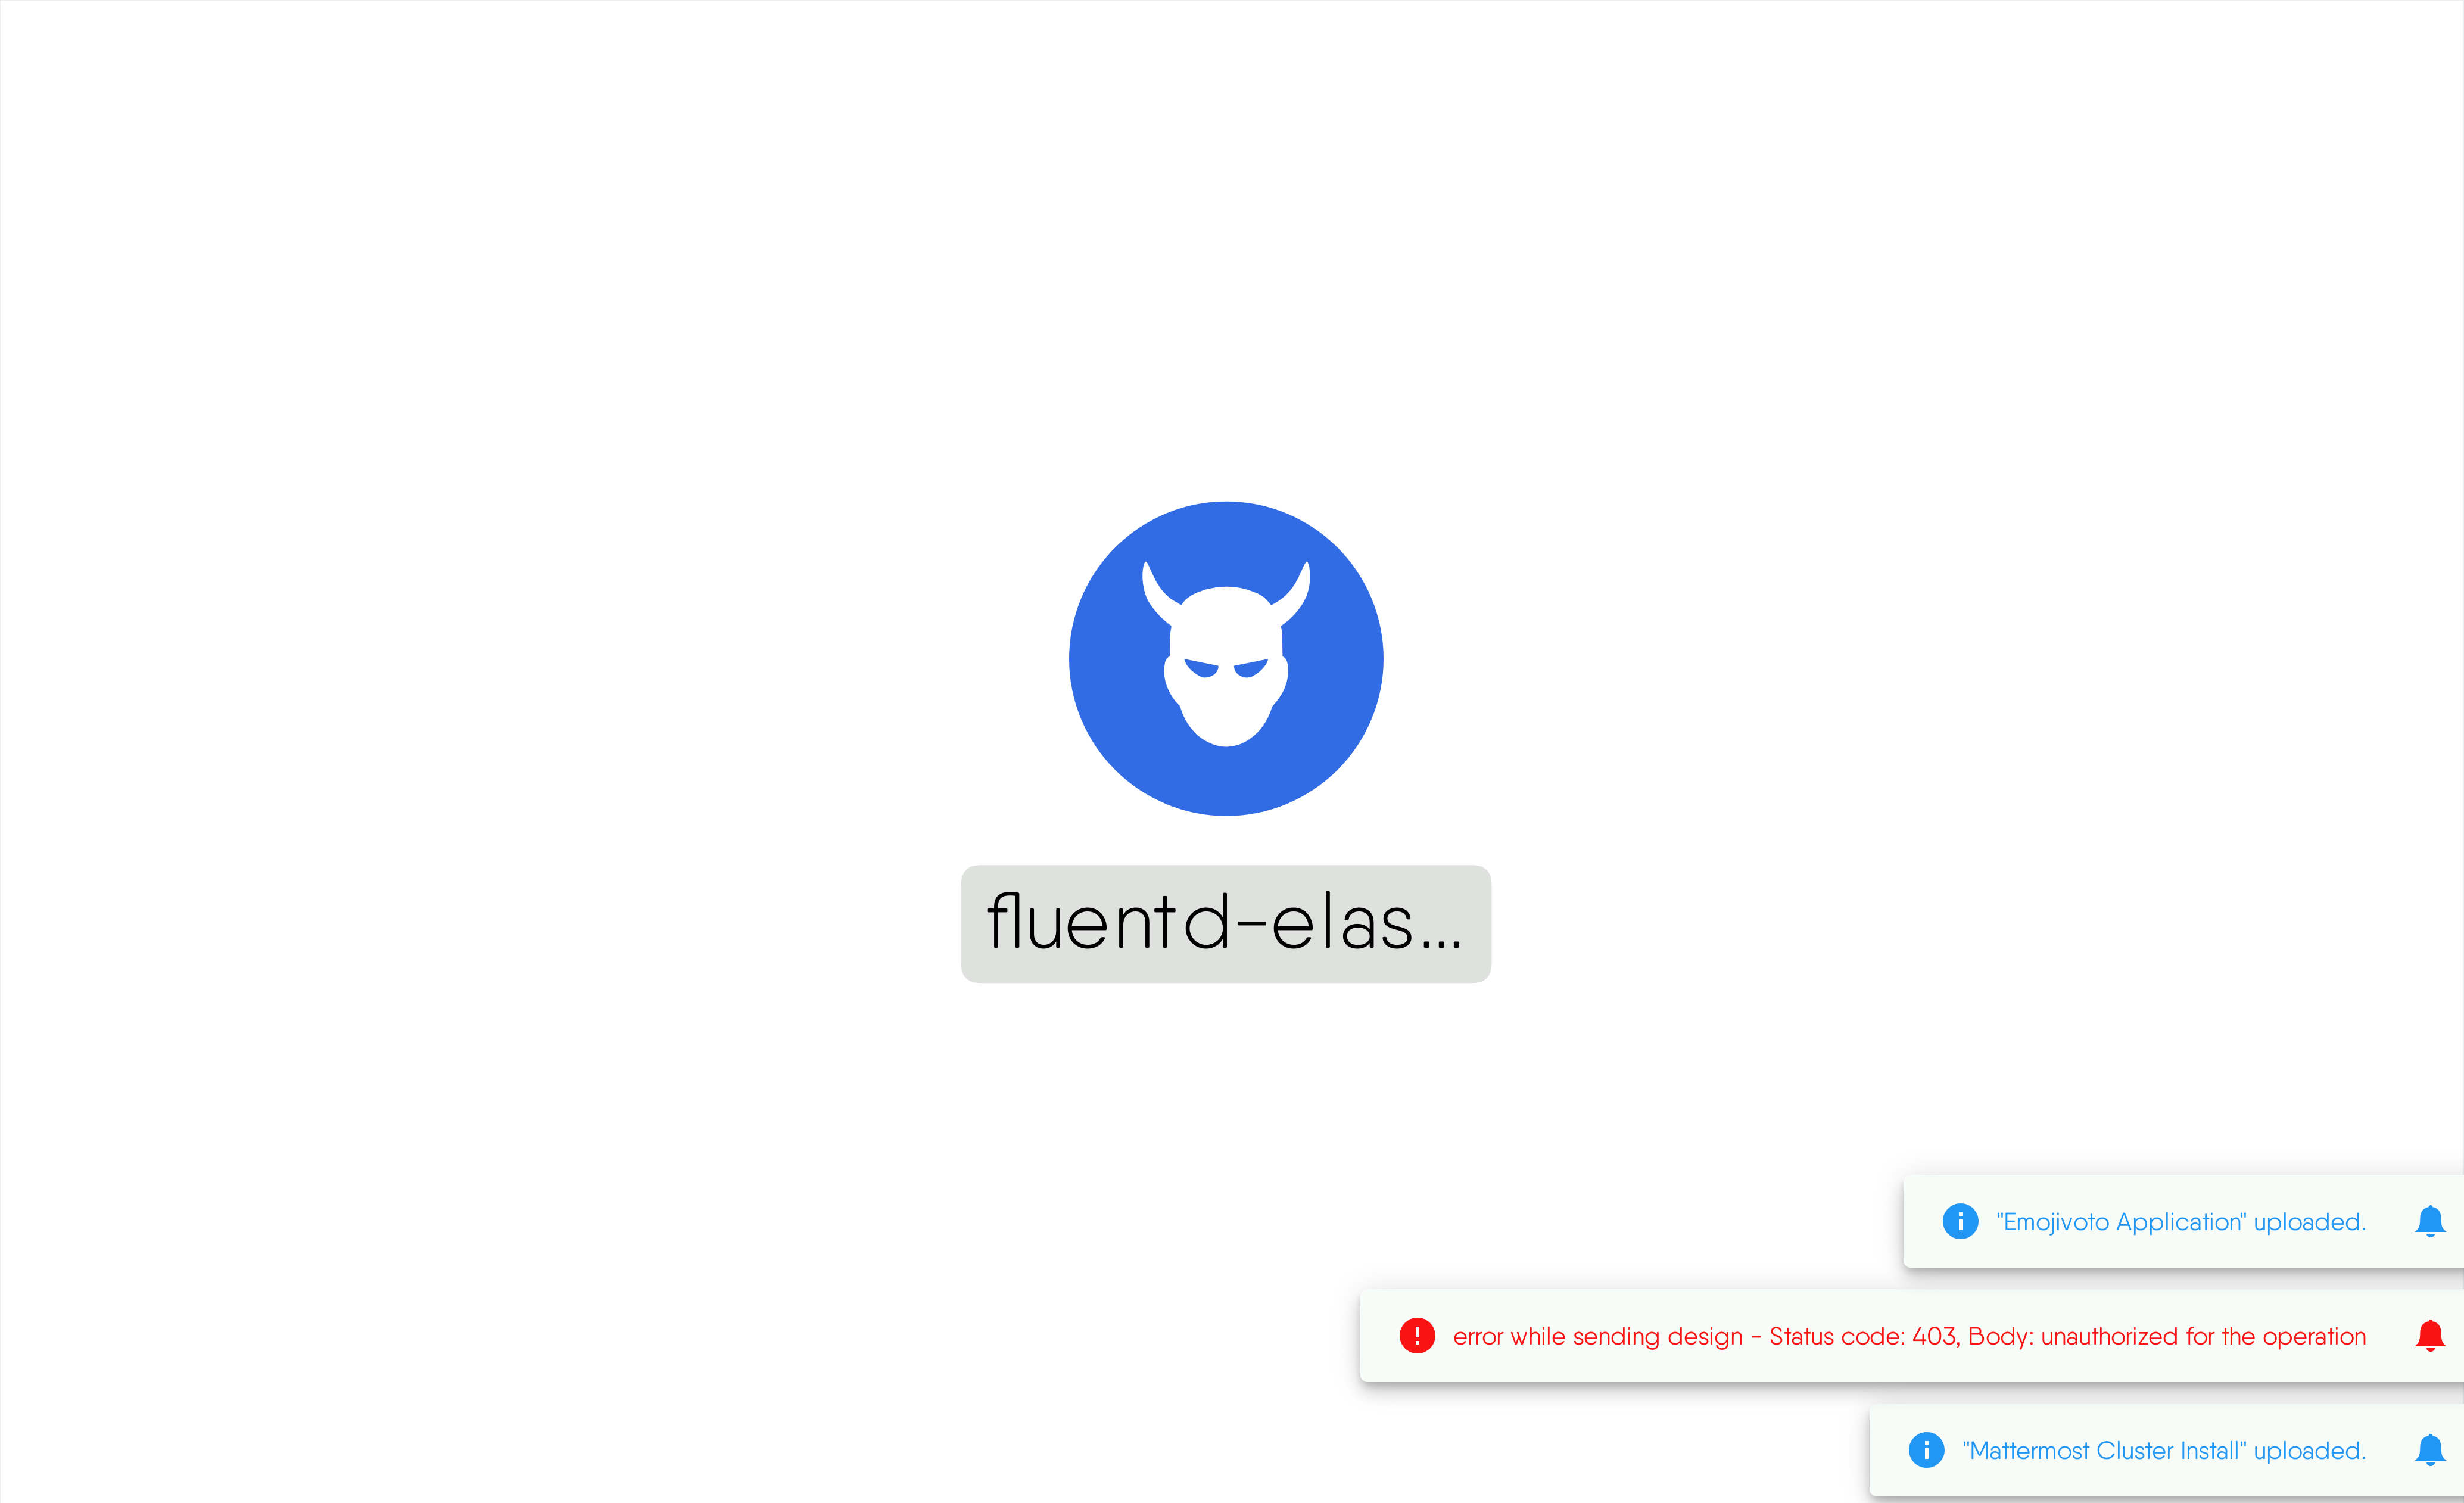 fluentd-elas...
"Emojivoto Application" uploaded.
error while sending design - Status code: 403, Body: unauthorized for the operation
"Mattermost Cluster Install" uploaded.